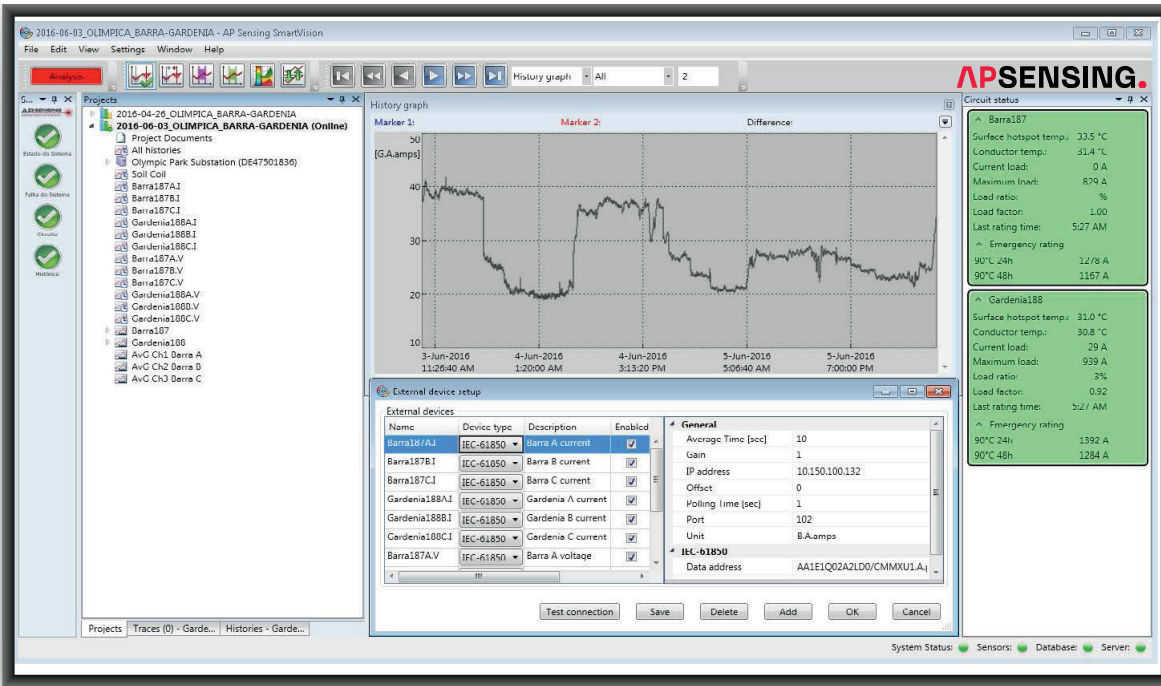 2016-06-03_OLIMPICA_BARRA-GARDENIA - AP Sensing SmartVision
File Edit View Settings Window Help
Analysis
History graph All 2
APSENSING.
S...
Projects
APSENSING
Estado do Sistema
Falha do Sistema
Circuito
Histórico
2016-04-26_OLIMPICA_BARRA-GARDENIA
2016-06-03_OLIMPICA_BARRA-GARDENIA (Online)
Project Documents
All histories
Olympic Park Substation (DE47501836)
Soil Coil
Barra187A.I
Barra187B.I
Barra187C.I
Gardenia188A.I
Gardenia188B.I
Gardenia188C.I
Barra187A.V
Barra187B.V
Barra187C.V
Gardenia188A.V
Gardenia188B.V
Gardenia188C.V
Barra187
Gardenia188
AvG Ch1 Barra A
AvG Ch2 Barra B
AvG Ch3 Barra C
Projects Traces (0) - Garde... Histories - Garde...
History graph
Marker 1: Marker 2: Difference:
[G.A.amps]
50
40
30
20
10
3-Jun-2016 4-Jun-2016 4-Jun-2016 5-Jun-2016 5-Jun-2016
11:26:40 AM 1:20:00 AM 3:13:20 PM 5:06:40 AM 7:00:00 PM
External device setup
External devices
Name Device type Description Enabled
Barra187A.I IEC-61850 Barra A current
Barra187B.I IEC-61850 Barra B current
Barra187C.I IEC-61850 Barra C current
Gardenia188A.I IEC-61850 Gardenia A current
Gardenia188B.I IEC-61850 Gardenia B current
Gardenia188C.I IEC-61850 Gardenia C current
Barra187A.V IEC-61850 Barra A voltage
General
Average Time [sec] 10
Gain 1
IP address 10.150.100.132
Offset 0
Polling Time [sec] 1
Port 102
Unit B.A.amps
IEC-61850
Data address AA1E1Q02A2LD0/CMMXU1.A.
Test connection Save Delete Add OK Cancel
Circuit status
Barra187
Surface hotspot temp.: 33.5 °C
Conductor temp.: 31.4 °C
Current load: 0 A
Maximum load: 829 A
Load ratio: %
Load factor: 1.00
Last rating time: 5:27 AM
Emergency rating
90°C 24h 1278 A
90°C 48h 1167 A
Gardenia188
Surface hotspot temp.: 31.0 °C
Conductor temp.: 30.8 °C
Current load: 29 A
Maximum load: 939 A
Load ratio: 3%
Load factor: 0.92
Last rating time: 5:27 AM
Emergency rating
90°C 24h 1392 A
90°C 48h 1284 A
System Status: Sensors: Database: Server: